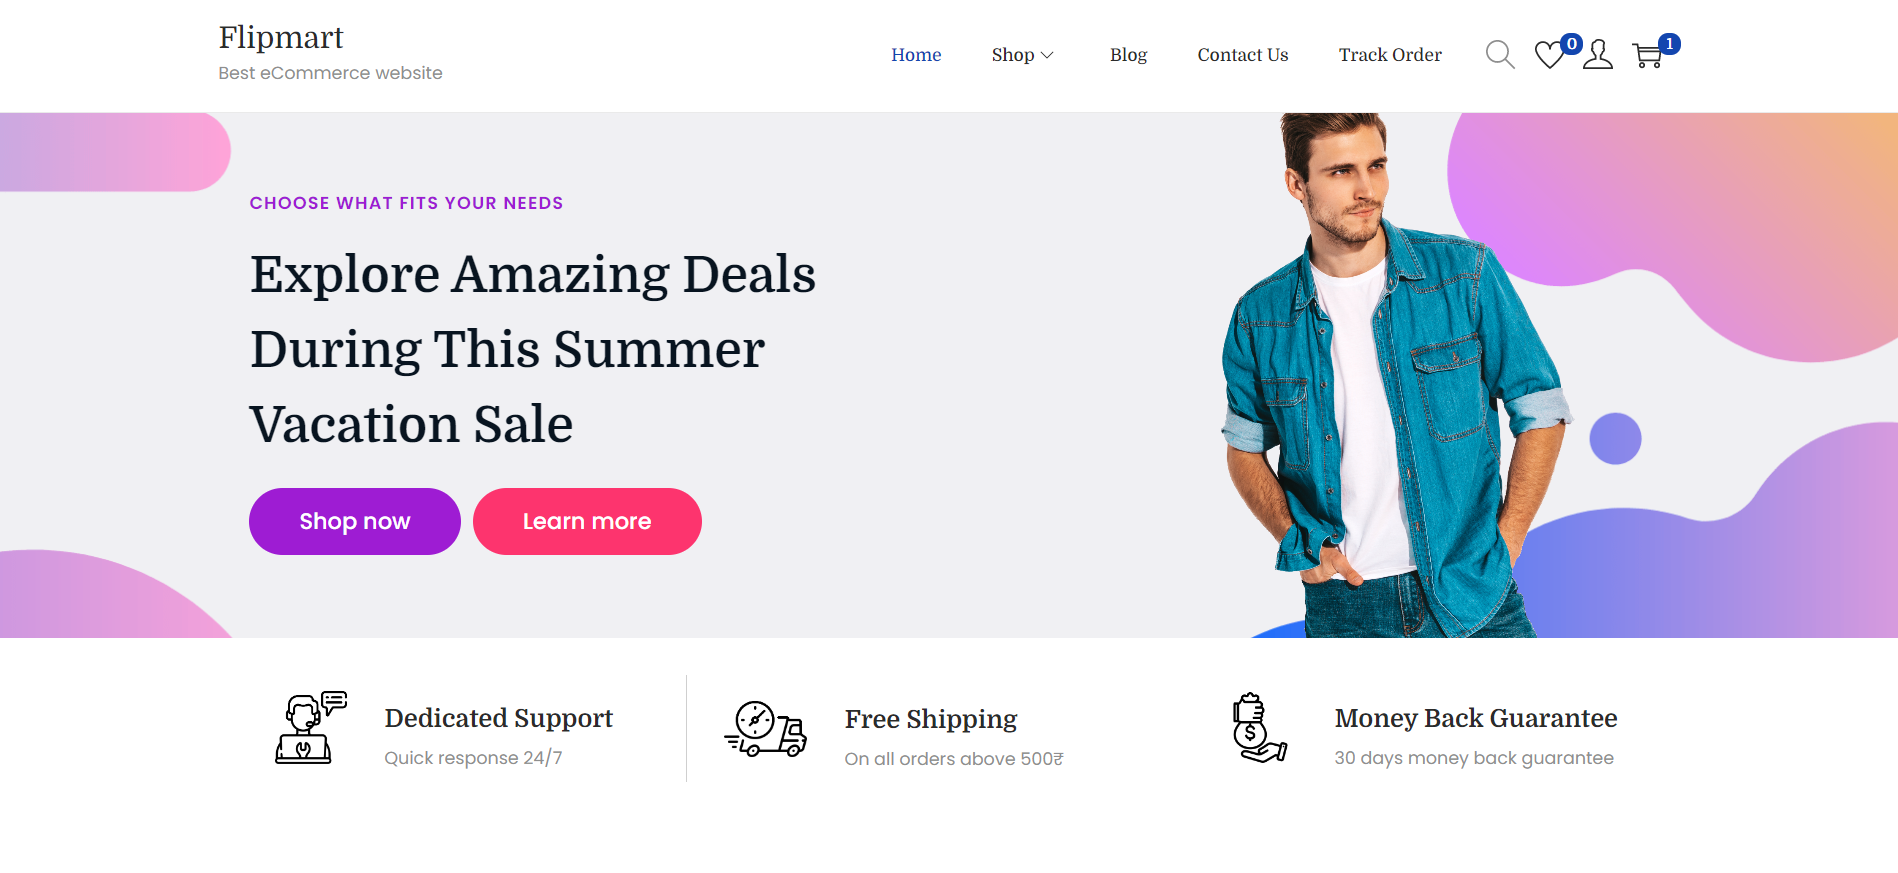 Flipmart
Best eCommerce website
Home
Shop
Blog
Contact Us
Track Order
0
1
CHOOSE WHAT FITS YOUR NEEDS
Explore Amazing Deals
During This Summer
Vacation Sale
Shop now
Learn more
Dedicated Support
Quick response 24/7
Free Shipping
On all orders above 500₹
Money Back Guarantee
30 days money back guarantee